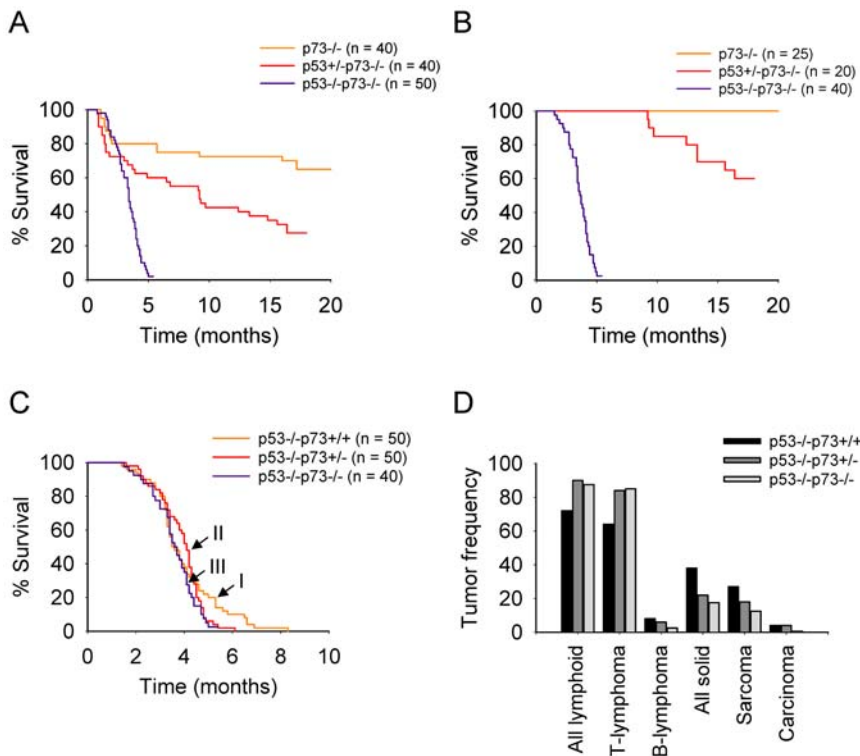 A
p73-/- (n = 40)
p53+/-p73-/- (n = 40)
p53-/-p73-/- (n = 50)
100
80
60
40
20
0
% Survival
0 5 10 15 20
Time (months)
B
p73-/- (n = 25)
p53+/-p73-/- (n = 20)
p53-/-p73-/- (n = 40)
100
80
60
40
20
0
% Survival
0 5 10 15 20
Time (months)
C
p53-/-p73+/+ (n = 50)
p53-/-p73+/- (n = 50)
p53-/-p73-/- (n = 40)
100
80
60
40
20
0
% Survival
II
III
I
0 2 4 6 8 10
Time (months)
D
p53-/-p73+/+
p53-/-p73+/-
p53-/-p73-/-
100
80
60
40
20
0
Tumor frequency
All lymphoid
T-lymphoma
B-lymphoma
All solid
Sarcoma
Carcinoma